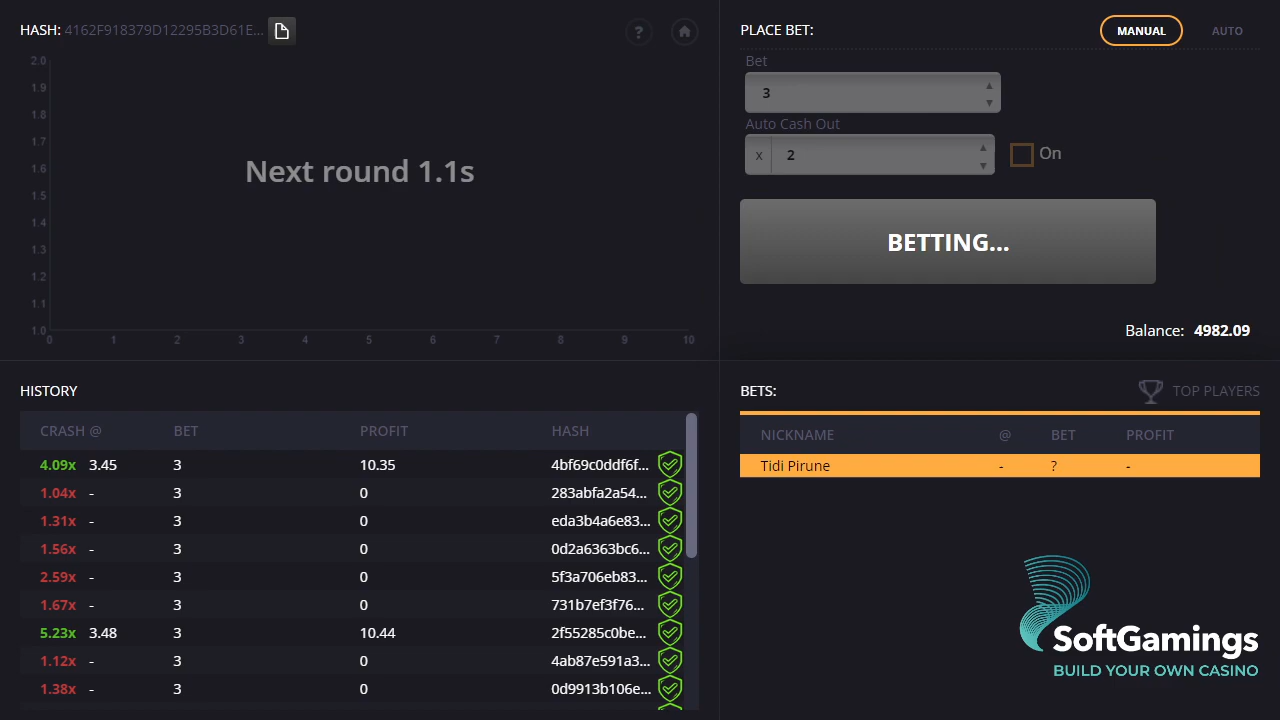 HASH: 4162F918379D12295B3D61E...
?
PLACE BET:
MANUAL
AUTO
Bet
3
Auto Cash Out
x 2
On
BETTING...
Balance: 4982.09
2.0
1.9
1.8
1.7
1.6
1.5
1.4
1.3
1.2
1.1
1.0
0 1 2 3 4 5 6 7 8 9 10
Next round 1.1s
HISTORY
CRASH @ BET PROFIT HASH
4.09x 3.45 3 10.35 4bf69c0ddf6f...
1.04x - 3 0 283abfa2a54...
1.31x - 3 0 eda3b4a6e83...
1.56x - 3 0 0d2a6363bc6...
2.59x - 3 0 5f3a706eb83...
1.67x - 3 0 731b7ef3f76...
5.23x 3.48 3 10.44 2f55285c0be...
1.12x - 3 0 4ab87e591a3...
1.38x - 3 0 0d9913b106e...
BETS:
TOP PLAYERS
NICKNAME @ BET PROFIT
Tidi Pirune - ? -
SoftGamings
BUILD YOUR OWN CASINO